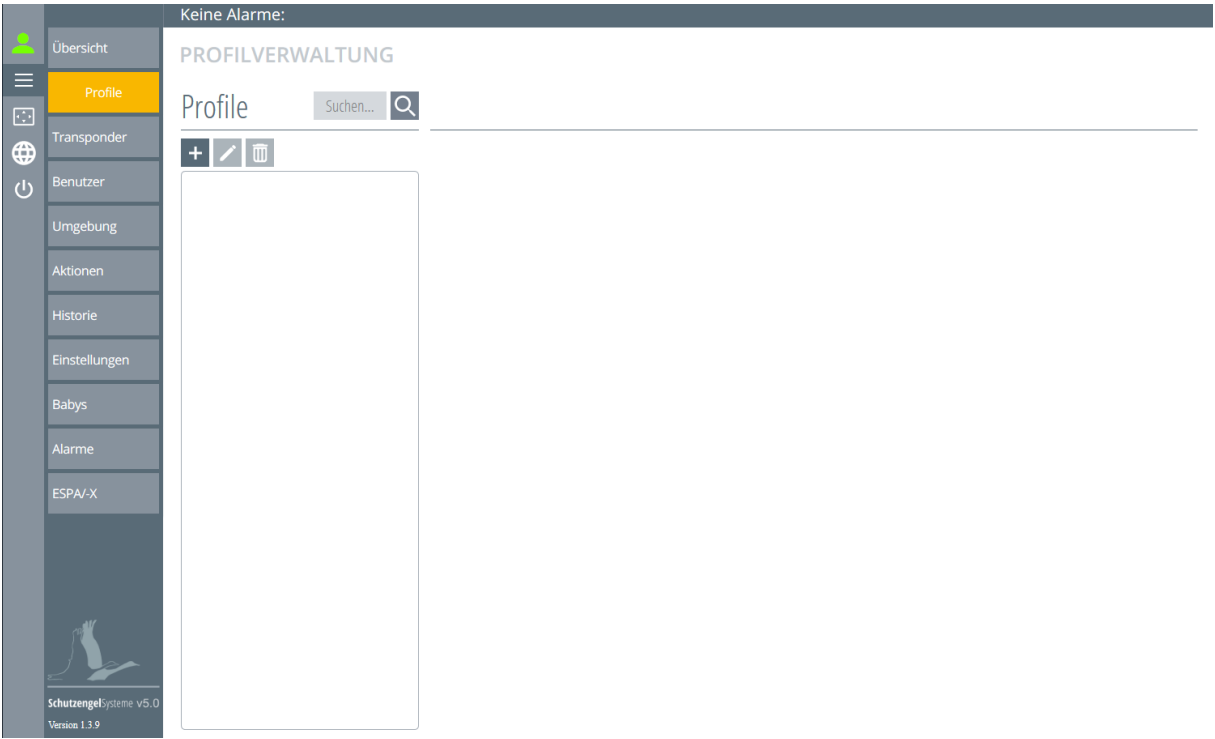 Keine Alarme:
Übersicht
Profile
Transponder
Benutzer
Umgebung
Aktionen
Historie
Einstellungen
Babys
Alarme
ESPA/-X
SchutzengelSysteme v5.0
Version 1.3.9
PROFILVERWALTUNG
Profile
Suchen...